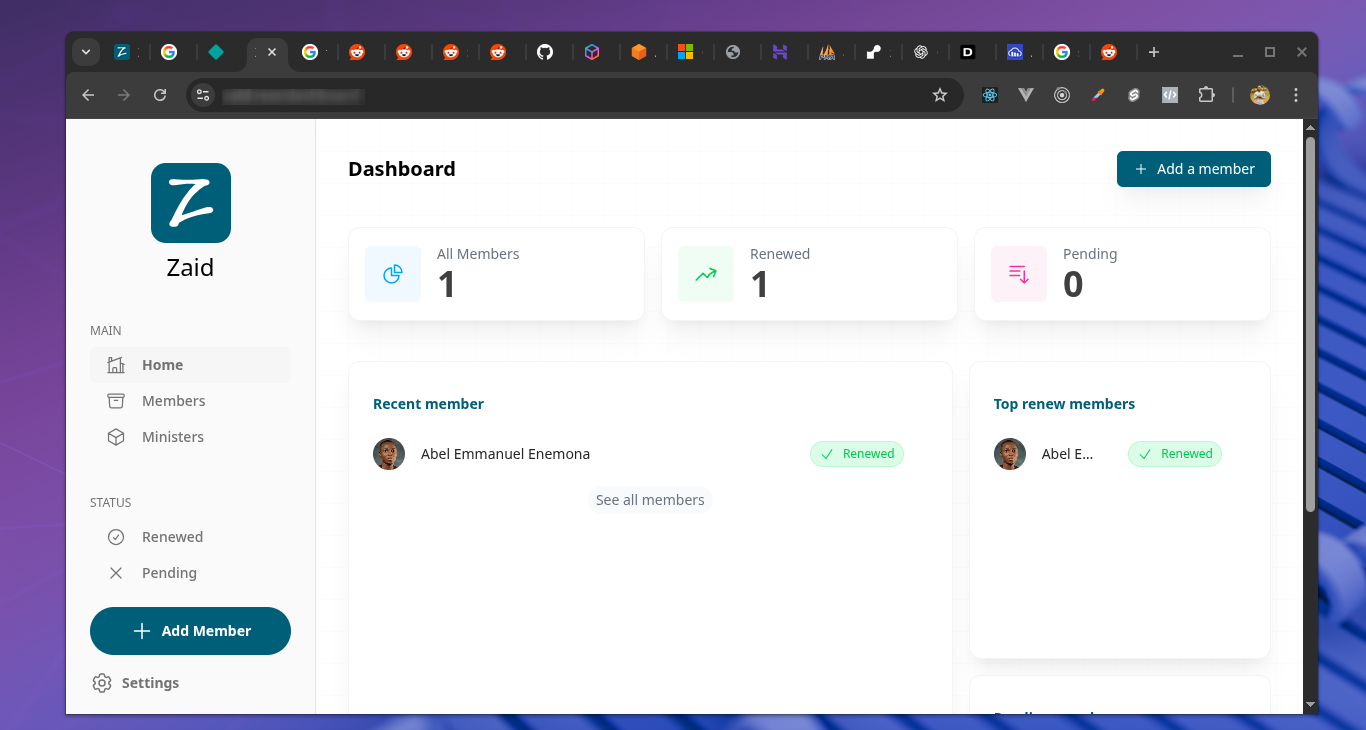 Z
Zaid
MAIN
Home
Members
Ministers
STATUS
Renewed
Pending
Add Member
Settings
Dashboard
Add a member
All Members
1
Renewed
1
Pending
0
Recent member
Abel Emmanuel Enemona
Renewed
See all members
Top renew members
Abel E...
Renewed